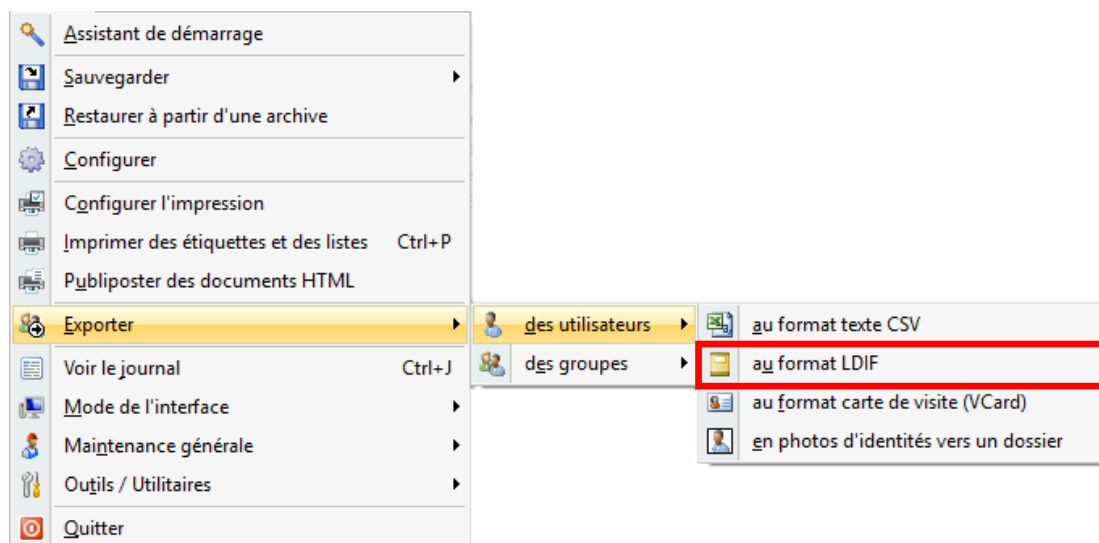 Assistant de démarrage
Sauvegarder
Restaurer à partir d'une archive
Configurer
Configurer l'impression
Imprimer des étiquettes et des listes Ctrl+P
Publiposter des documents HTML
Exporter
des utilisateurs
au format texte CSV
Voir le journal Ctrl+J
des groupes
au format LDIF
Mode de l'interface
au format carte de visite (VCard)
Maintenance générale
en photos d'identités vers un dossier
Outils / Utilitaires
Quitter